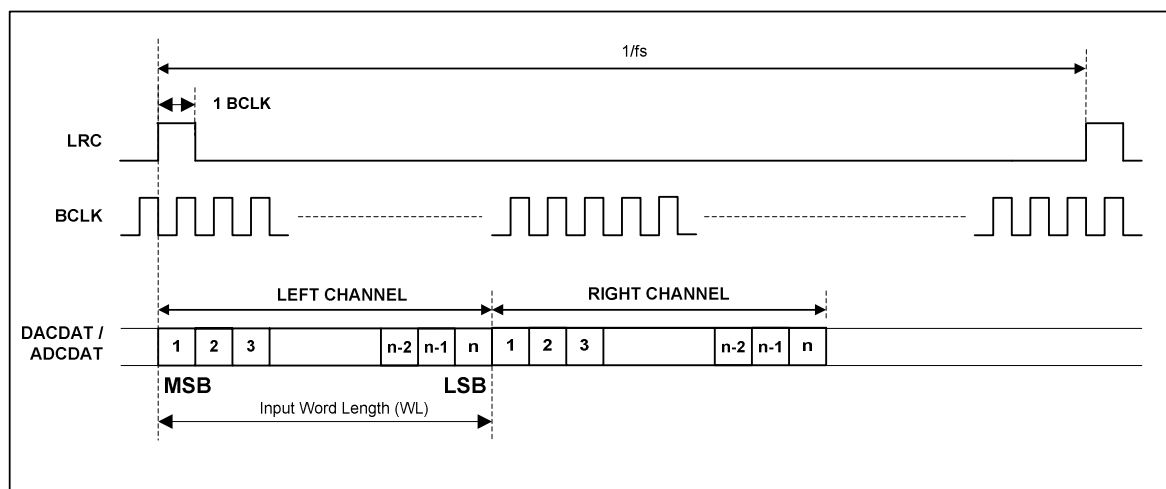 1/fs
1 BCLK
LRC
BCLK
LEFT CHANNEL RIGHT CHANNEL
DACDAT /
ADCDAT
1 2 3 n-2 n-1 n 1 2 3 n-2 n-1 n
MSB LSB
Input Word Length (WL)